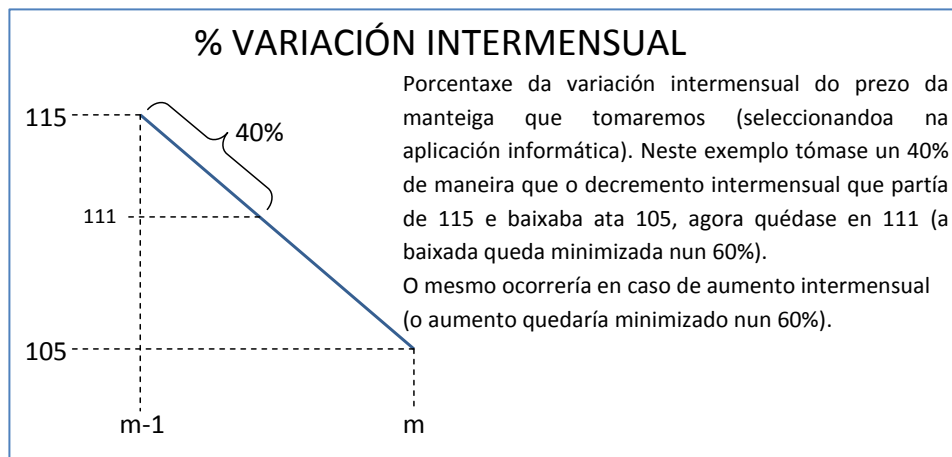 % VARIACIÓN INTERMENSUAL
Porcentaxe da variación intermensual do prezo da
manteiga que tomaremos (seleccionandoa na
aplicación informática). Neste exemplo tómase un 40%
de maneira que o decremento intermensual que partía
de 115 e baixaba ata 105, agora quédase en 111 (a
baixada queda minimizada nun 60%).
O mesmo ocorrería en caso de aumento intermensual
(o aumento quedaría minimizado nun 60%).
115
40%
111
105
m-1
m